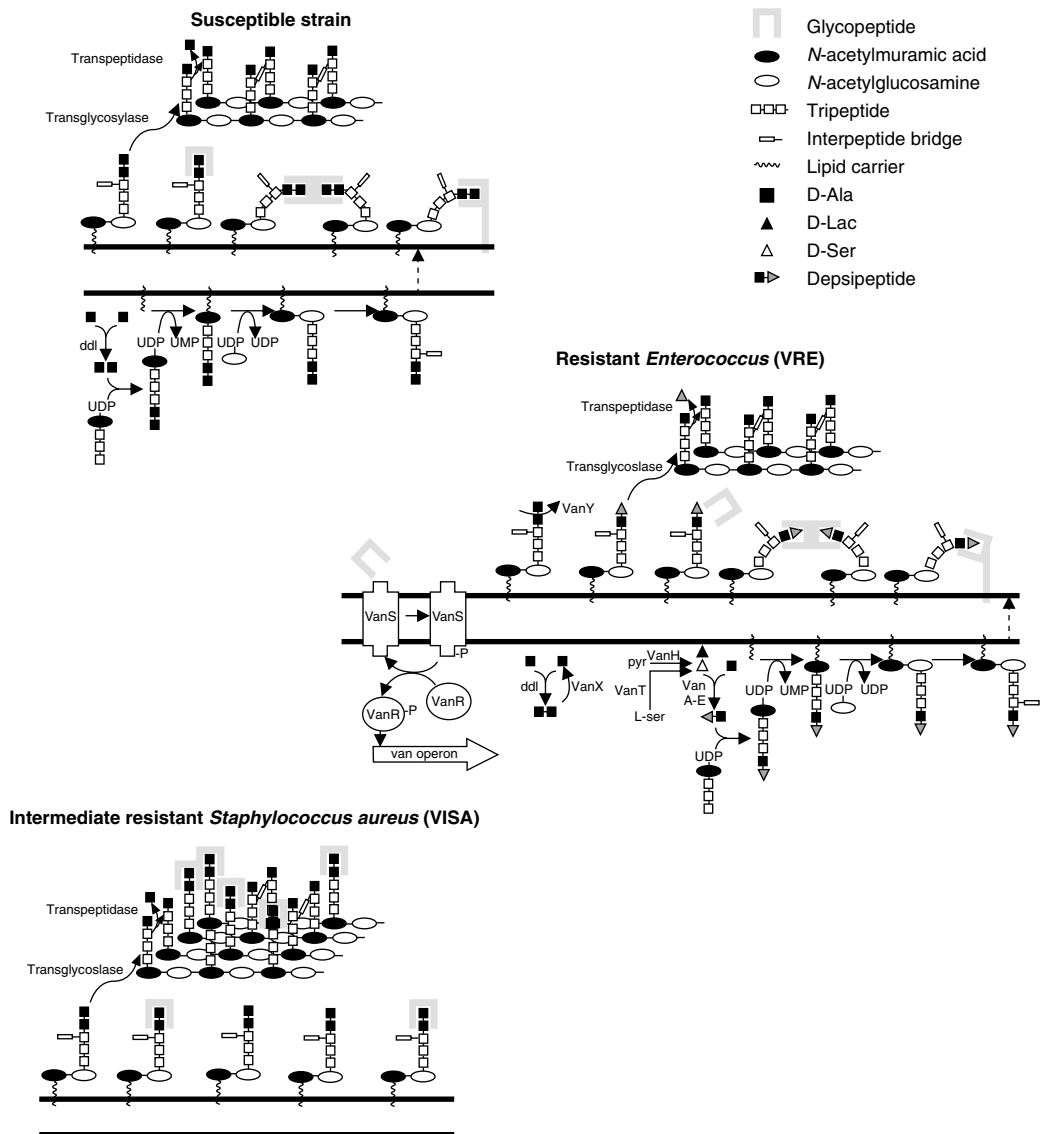 Susceptible strain
Transpeptidase
Transglycosylase
ddl
UDP
UDP
UMP
UDP
UDP
Glycopeptide
N-acetylmuramic acid
N-acetylglucosamine
Tripeptide
Interpeptide bridge
Lipid carrier
D-Ala
D-Lac
D-Ser
Depsipeptide
Resistant Enterococcus (VRE)
Transpeptidase
Transglycoslase
VanY
VanS
VanS
-P
VanR
VanR
-P
van operon
ddl
VanX
pyr
VanH
VanT
L-ser
Van
A-E
UDP
UDP
UMP
UDP
UDP
Intermediate resistant Staphylococcus aureus (VISA)
Transpeptidase
Transglycoslase